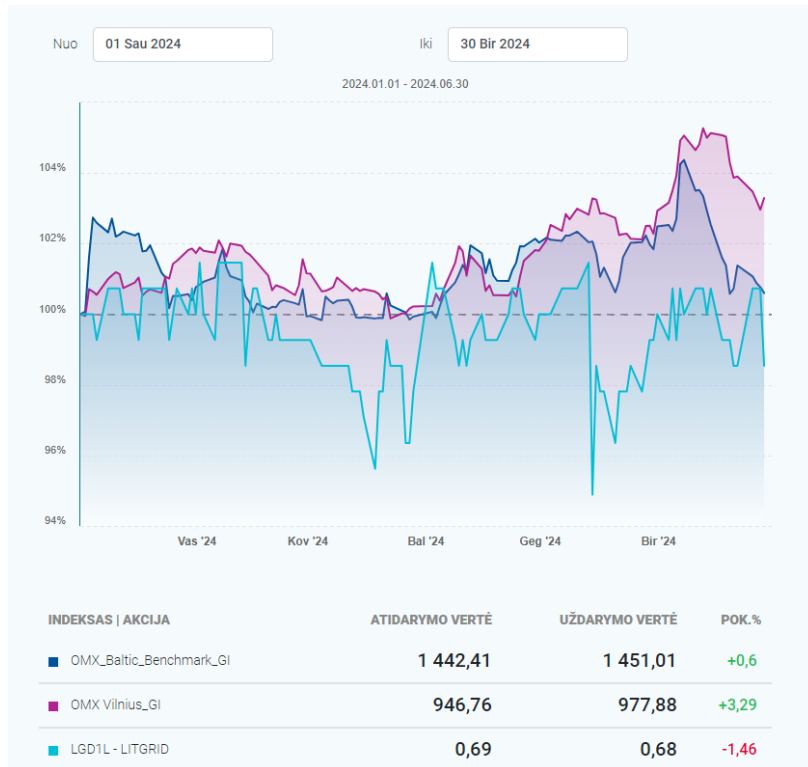 Nuo 01 Sau 2024 Iki 30 Bir 2024
2024.01.01 - 2024.06.30
104%
102%
100%
98%
96%
94%
Vas '24 Kov '24 Bal '24 Geg '24 Bir '24
INDEKSAS | AKCIJA ATIDARYMO VERTĖ UŽDARYMO VERTĖ POK.%
OMX_Baltic_Benchmark_GI 1 442,41 1 451,01 +0,6
OMX Vilnius_GI 946,76 977,88 +3,29
LGD1L - LITGRID 0,69 0,68 -1,46